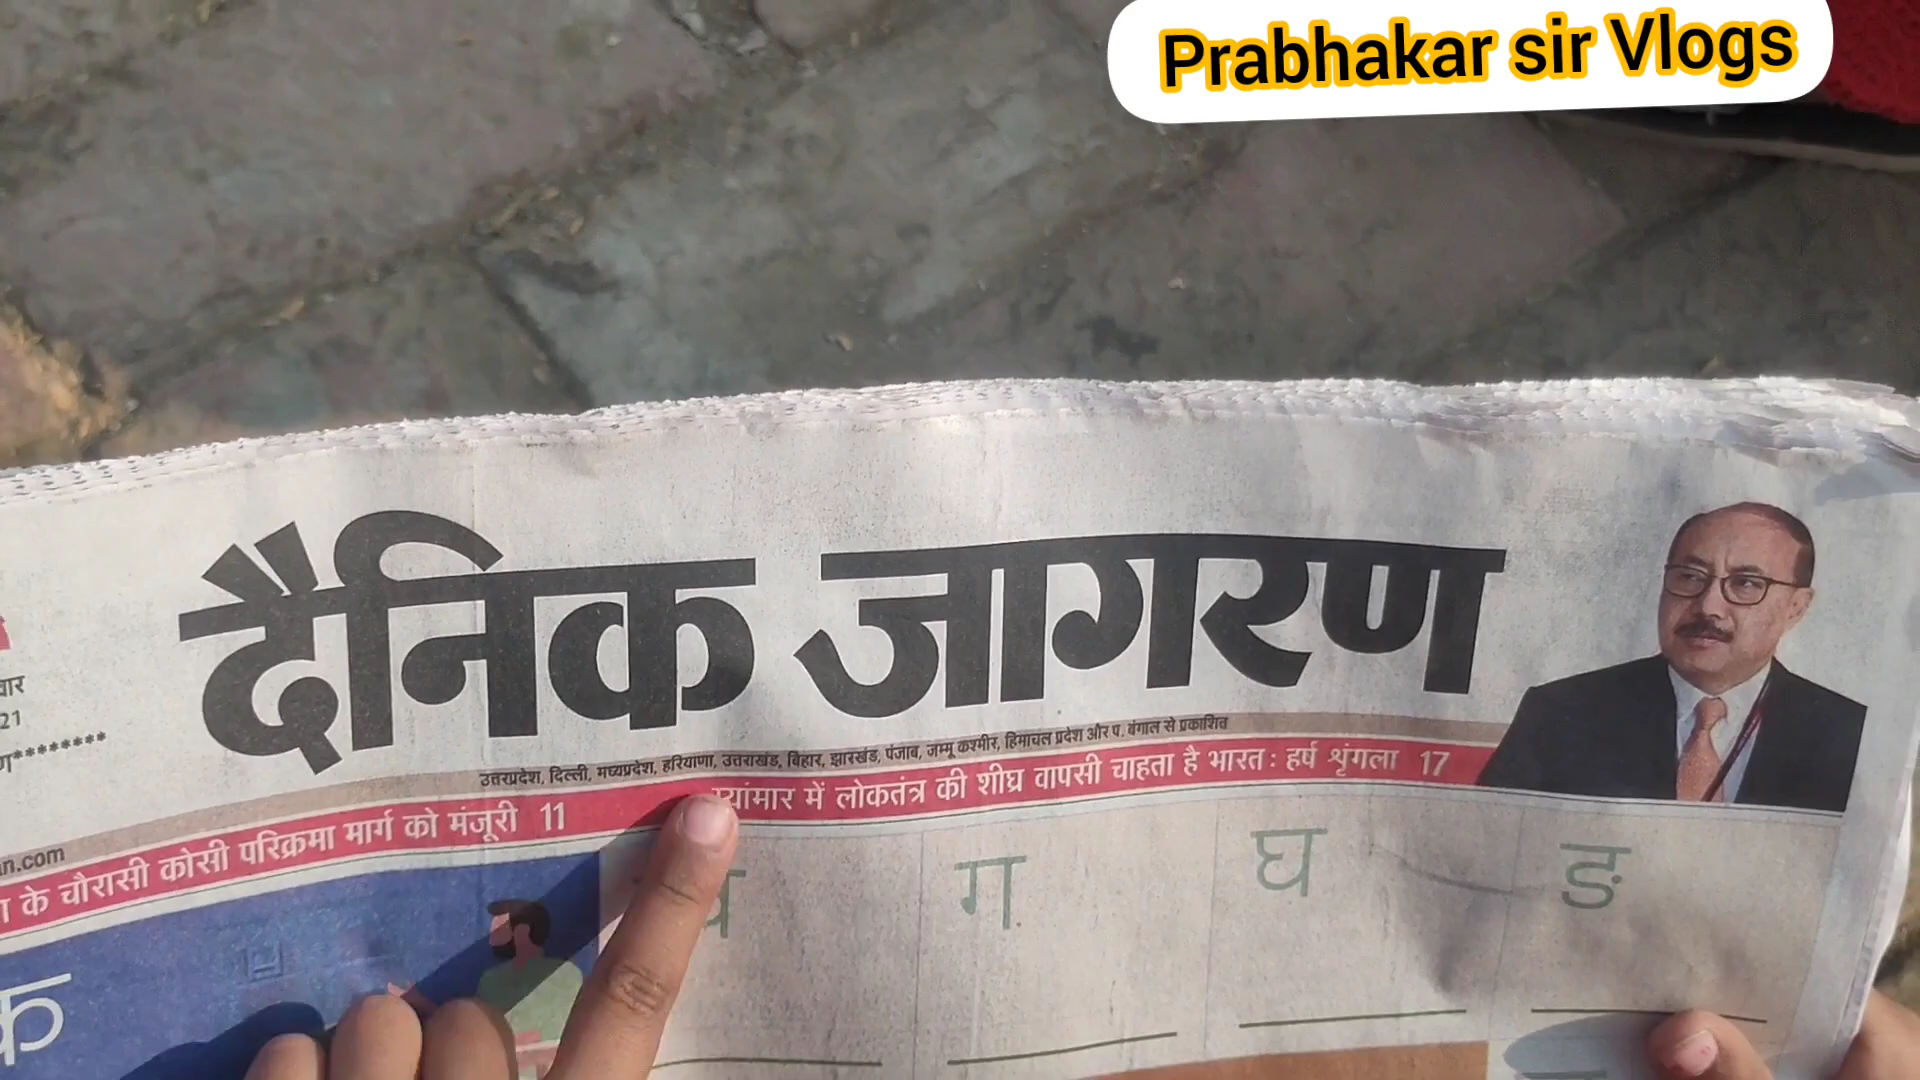 Prabhakar sir Vlogs
दैनिक जागरण
21
********
उत्तरप्रदेश, दिल्ली, मध्यप्रदेश, हरियाणा, उत्तराखंड, बिहार, झारखंड, पंजाब, जम्मू कश्मीर, हिमाचल प्रदेश और प. बंगाल से प्रकाशित
n.com
के चौरासी कोसी परिक्रमा मार्ग को मंजूरी 11
में लोकतंत्र की शीघ्र वापसी चाहता है भारत: हर्ष शृंगला 17
क ग घ ङ